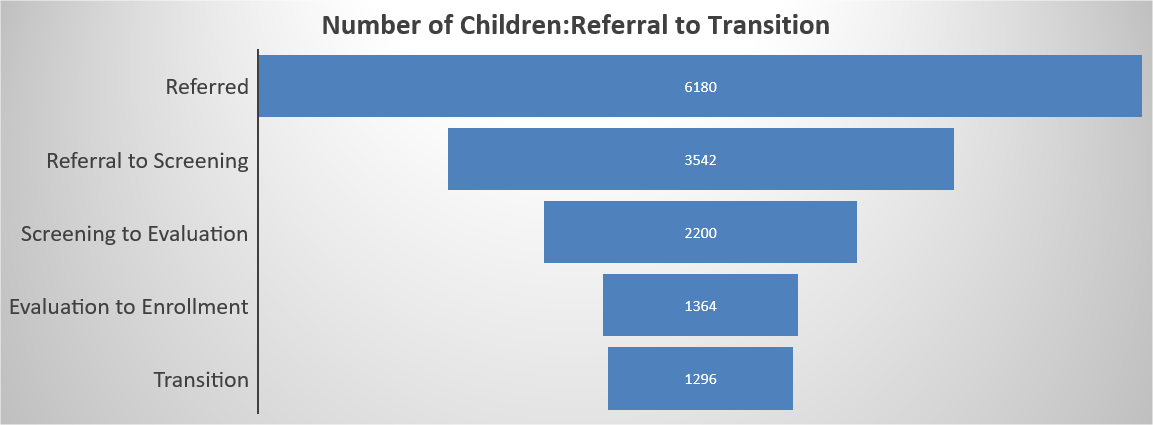 Number of Children:Referral to Transition
Referred 6180
Referral to Screening 3542
Screening to Evaluation 2200
Evaluation to Enrollment 1364
Transition 1296